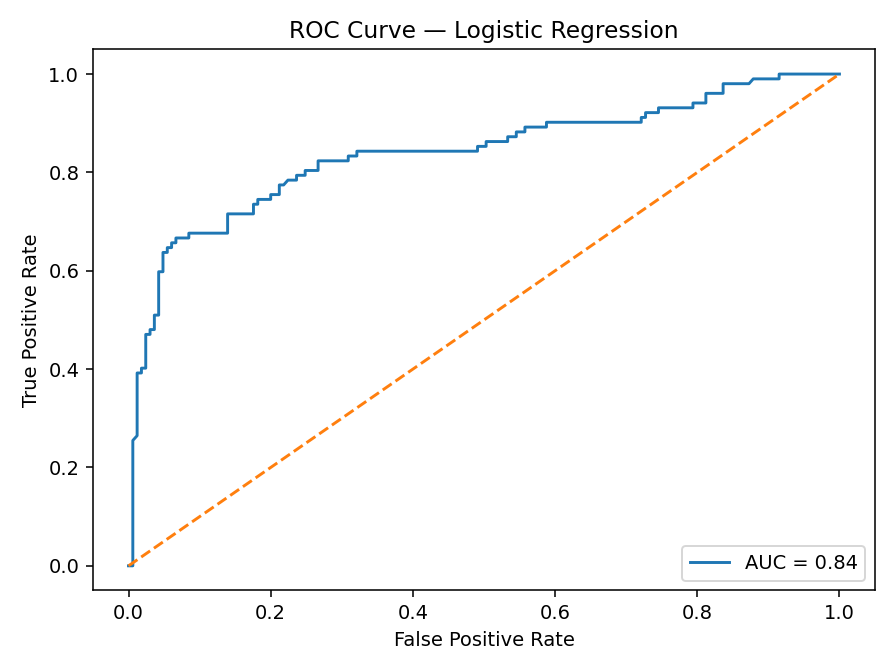 ROC Curve — Logistic Regression
True Positive Rate
1.0
0.8
0.6
0.4
0.2
0.0
0.0 0.2 0.4 0.6 0.8 1.0
False Positive Rate
AUC = 0.84